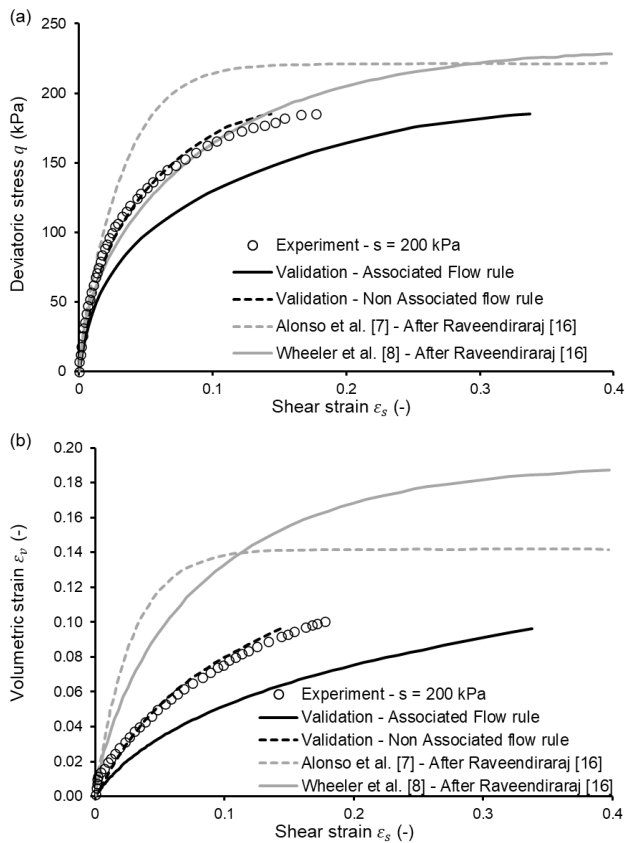 (a)
250
200
150
100
50
0
Deviatoric stress q (kPa)
Experiment - s = 200 kPa
Validation - Associated Flow rule
Validation - Non Associated flow rule
Alonso et al. [7] - After Raveendiraraj [16]
Wheeler et al. [8] - After Raveendiraraj [16]
0 0.1 0.2 0.3 0.4
Shear strain εs (-)
(b)
0.20
0.18
0.16
0.14
0.12
0.10
0.08
0.06
0.04
0.02
0.00
Volumetric strain εv (-)
Experiment - s = 200 kPa
Validation - Associated Flow rule
Validation - Non Associated flow rule
Alonso et al. [7] - After Raveendiraraj [16]
Wheeler et al. [8] - After Raveendiraraj [16]
0 0.1 0.2 0.3 0.4
Shear strain εs (-)